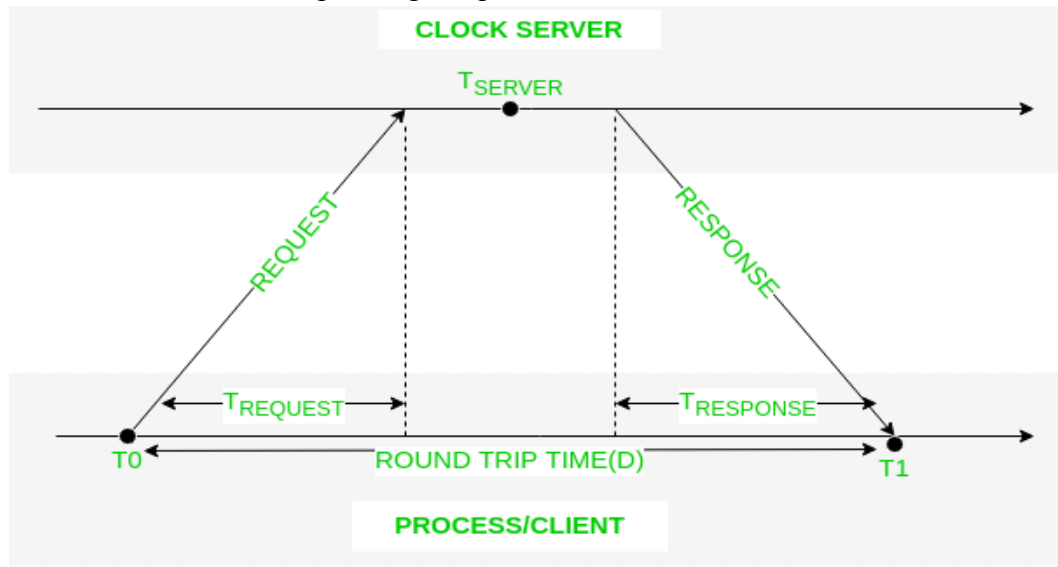 CLOCK SERVER
TSERVER
REQUEST
RESPONSE
TREQUEST
TRESPONSE
T0
ROUND TRIP TIME(D)
T1
PROCESS/CLIENT